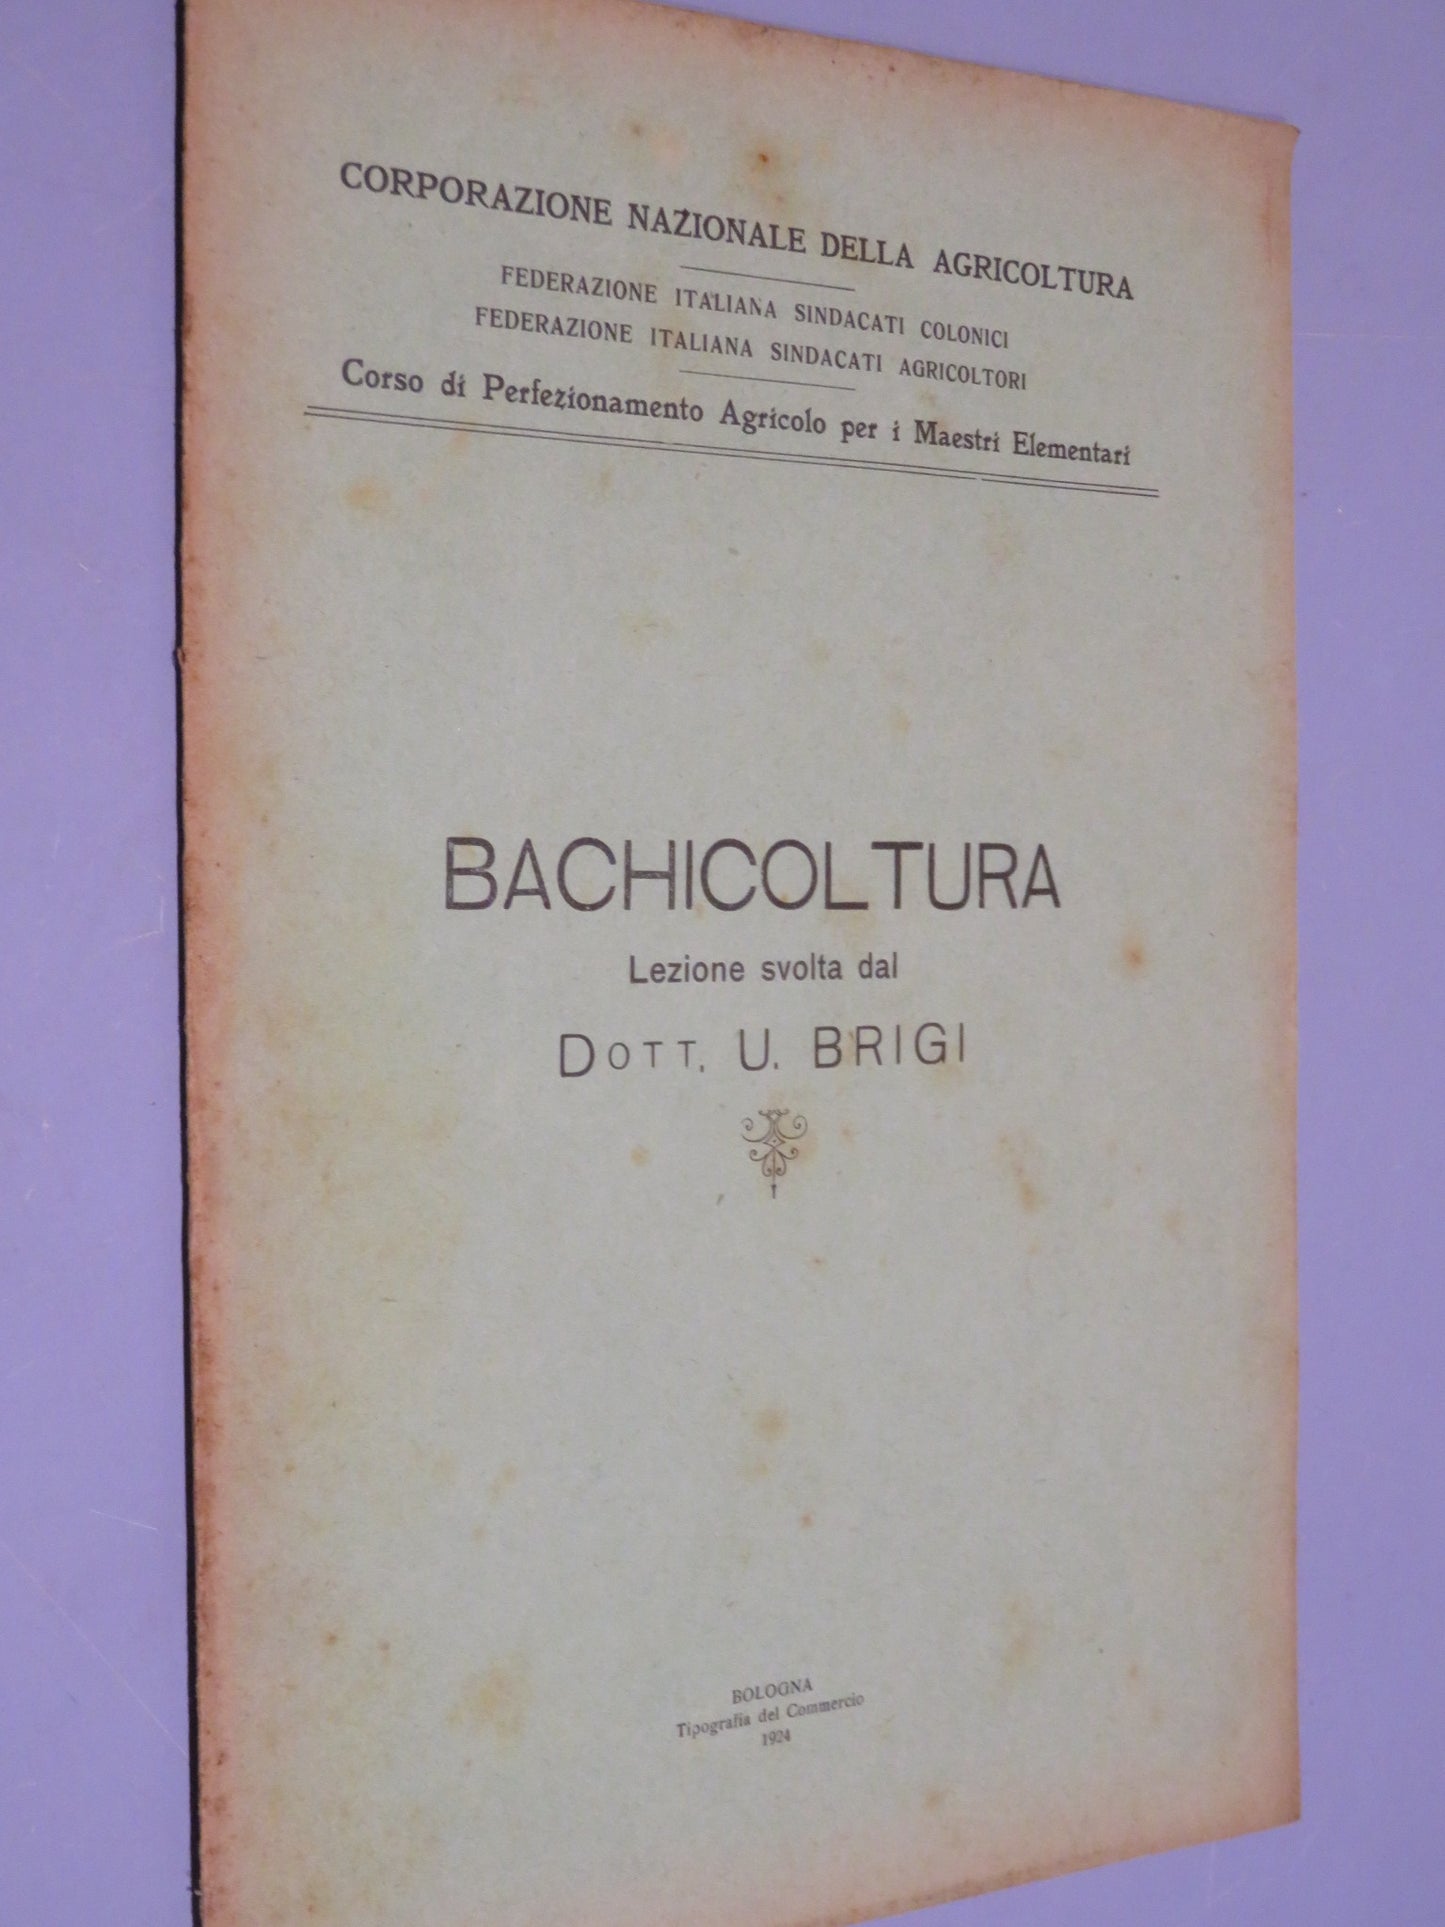 CORPORAZIONE NAZIONALE DELLA AGRICOLTURA
FEDERAZIONE ITALIANA SINDACATI COLONICI
FEDERAZIONE ITALIANA SINDACATI AGRICOLTORI
Corso di Perfezionamento Agricolo per i Maestri Elementari
BACHICOLTURA
Lezione svolta dal
DOTT. U. BRIGI
BOLOGNA
Tipografia del Commercio
1924